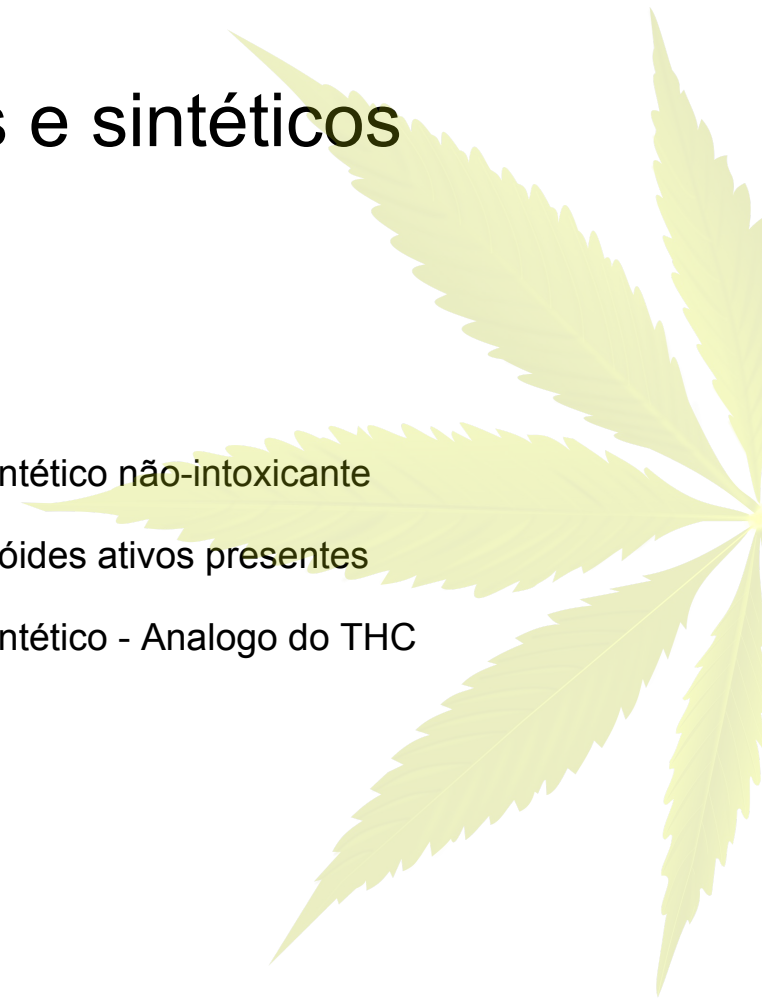 s e sintéticos
ntético não-intoxicante
óides ativos presentes
ntético - Analogo do THC